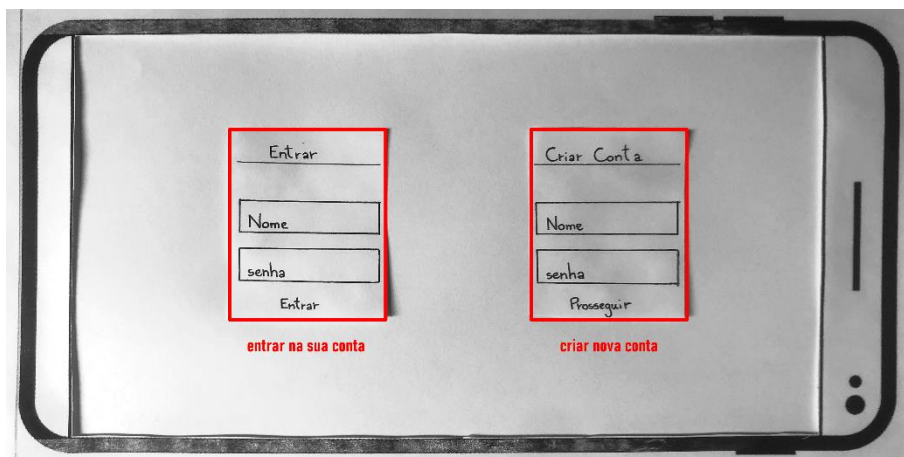 Entrar
Nome
senha
Entrar
entrar na sua conta
Criar Conta
Nome
senha
Prosseguir
criar nova conta